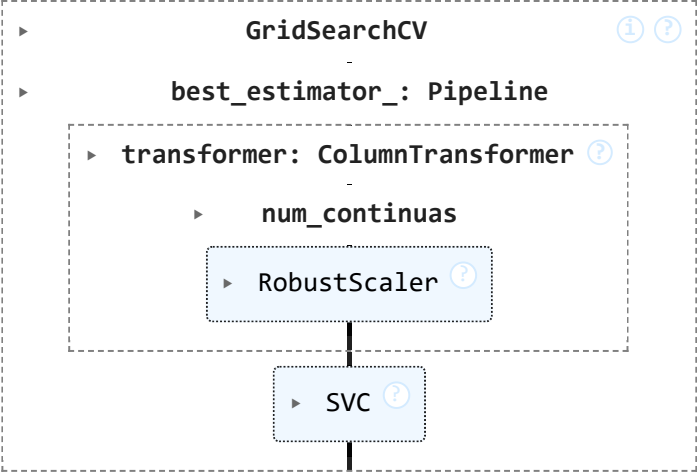 ▸ GridSearchCV i ?
▸ best_estimator_: Pipeline
▸ transformer: ColumnTransformer ?
▸ num_continuas
▸ RobustScaler ?
▸ SVC ?